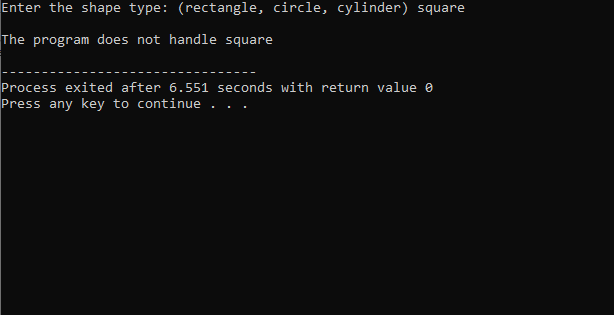 Enter the shape type: (rectangle, circle, cylinder) square
The program does not handle square
--------------------------------
Process exited after 6.551 seconds with return value 0
Press any key to continue . . .